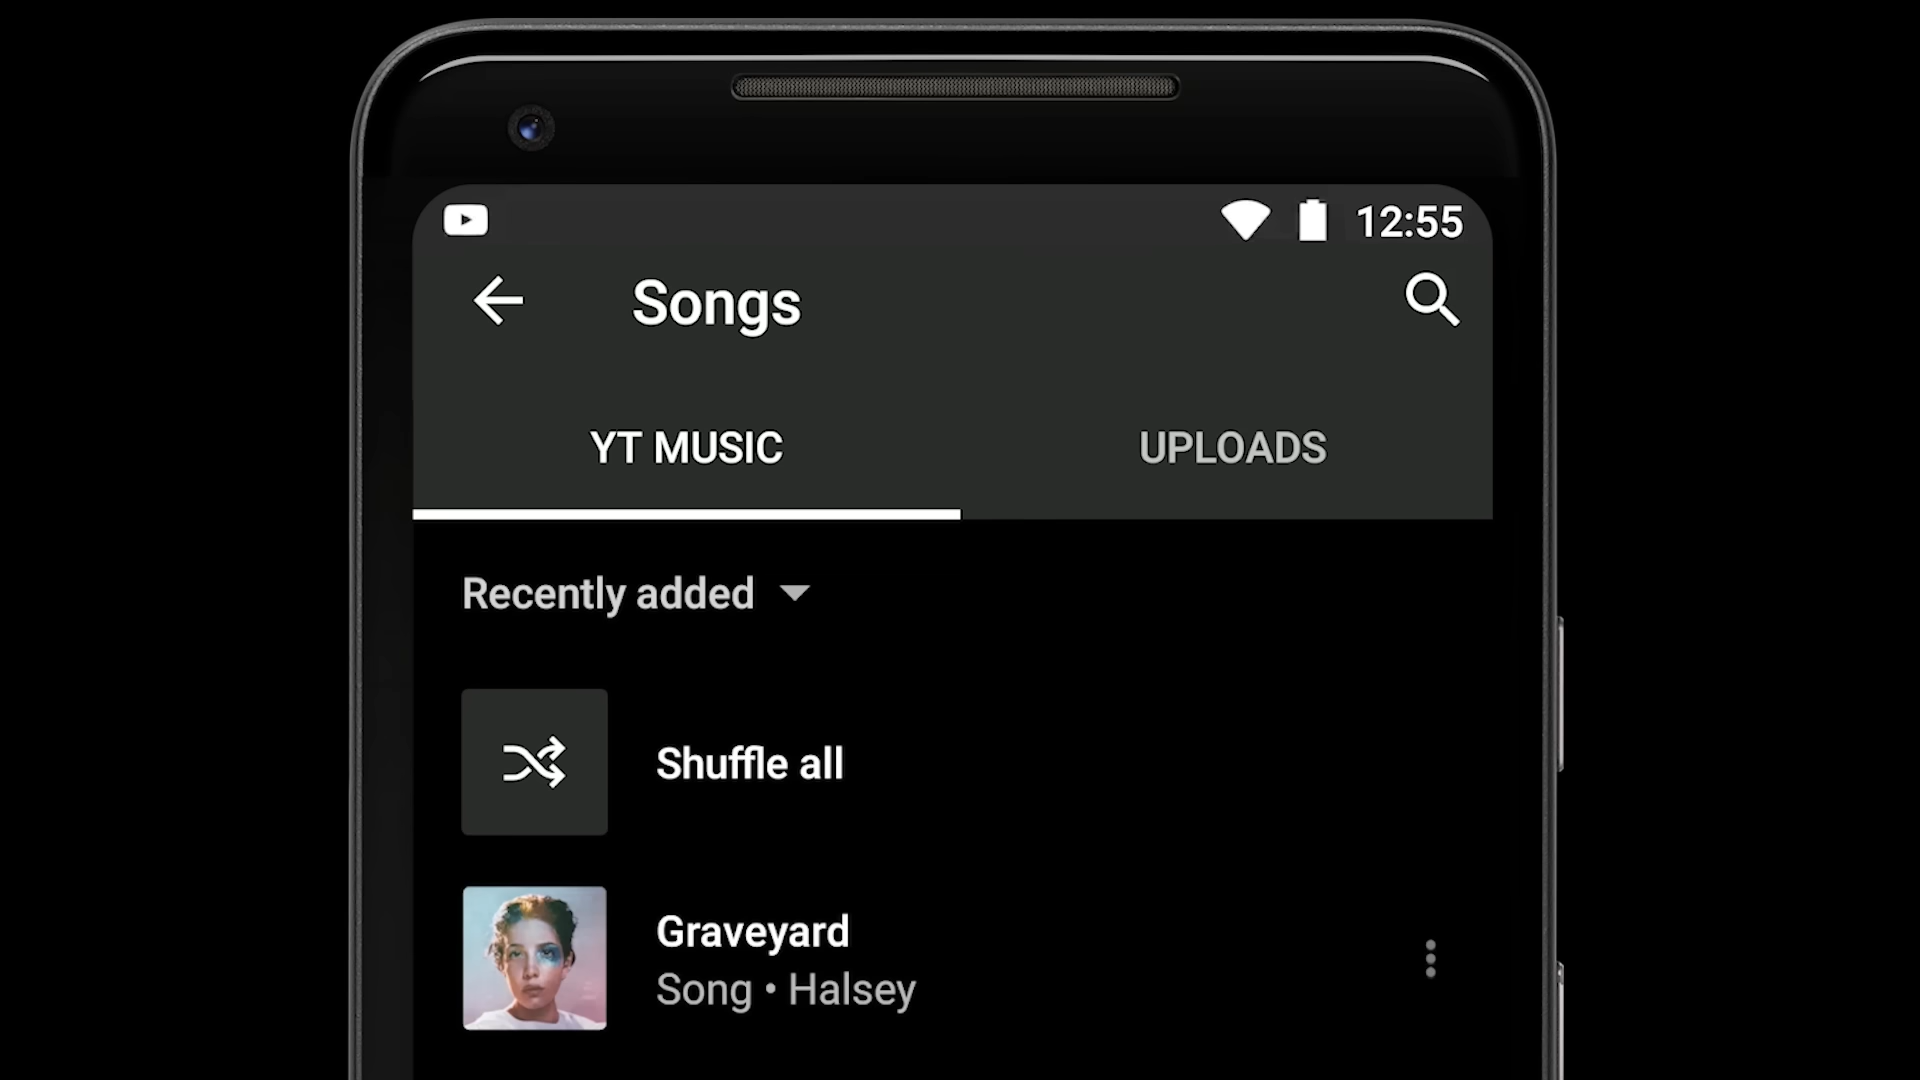 12:55
Songs
YT MUSIC
UPLOADS
Recently added
Shuffle all
Graveyard
Song • Halsey